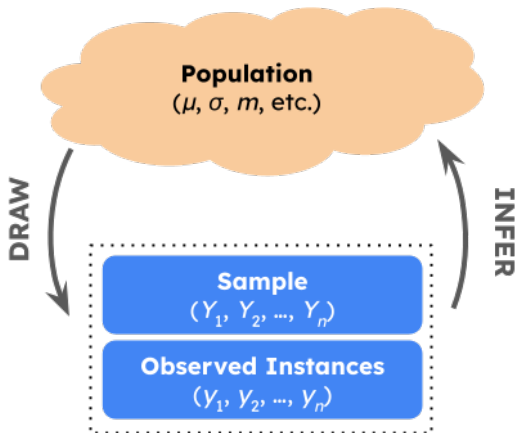 Population
(μ, σ, m, etc.)
DRAW
INFER
Sample
(Y₁, Y₂, ..., Yₙ)
Observed Instances
(y₁, y₂, ..., yₙ)